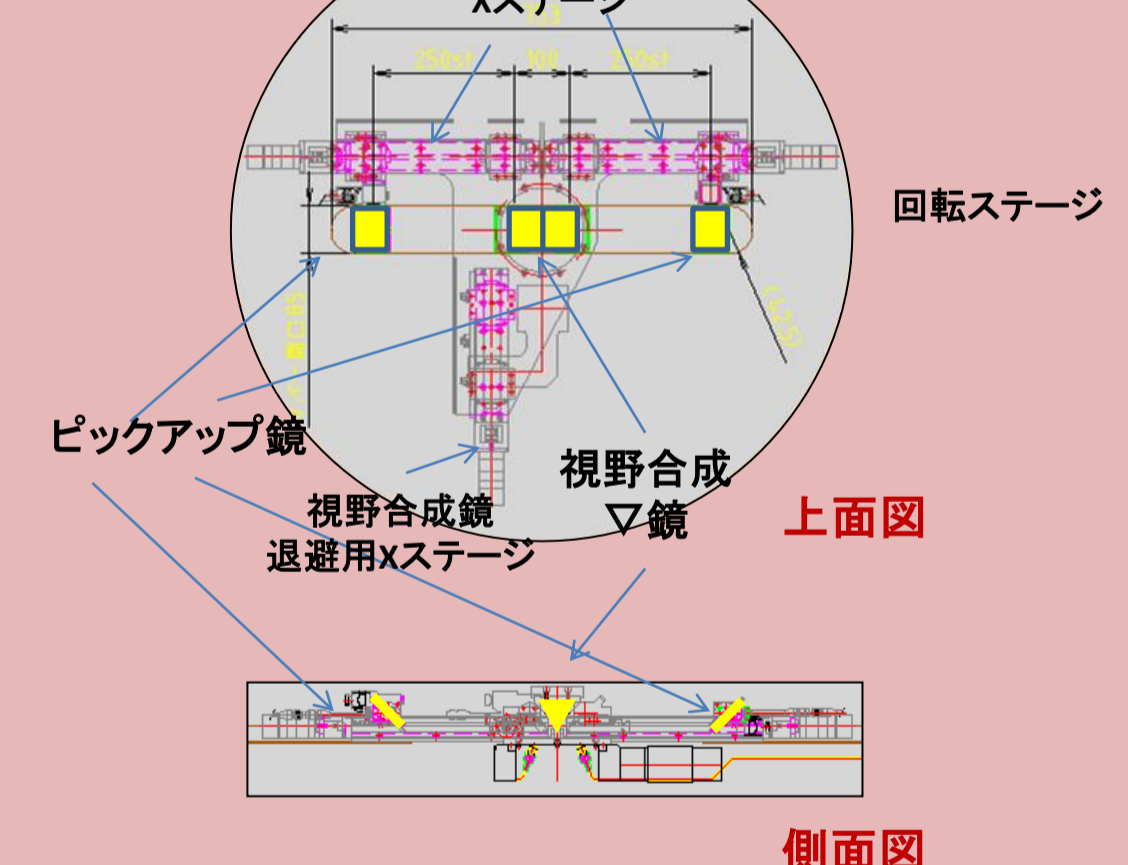 Xステージ
250st
100
250st
回転ステージ
ピックアップ鏡
視野合成
▽鏡
視野合成鏡
退避用Xステージ
上面図
側面図